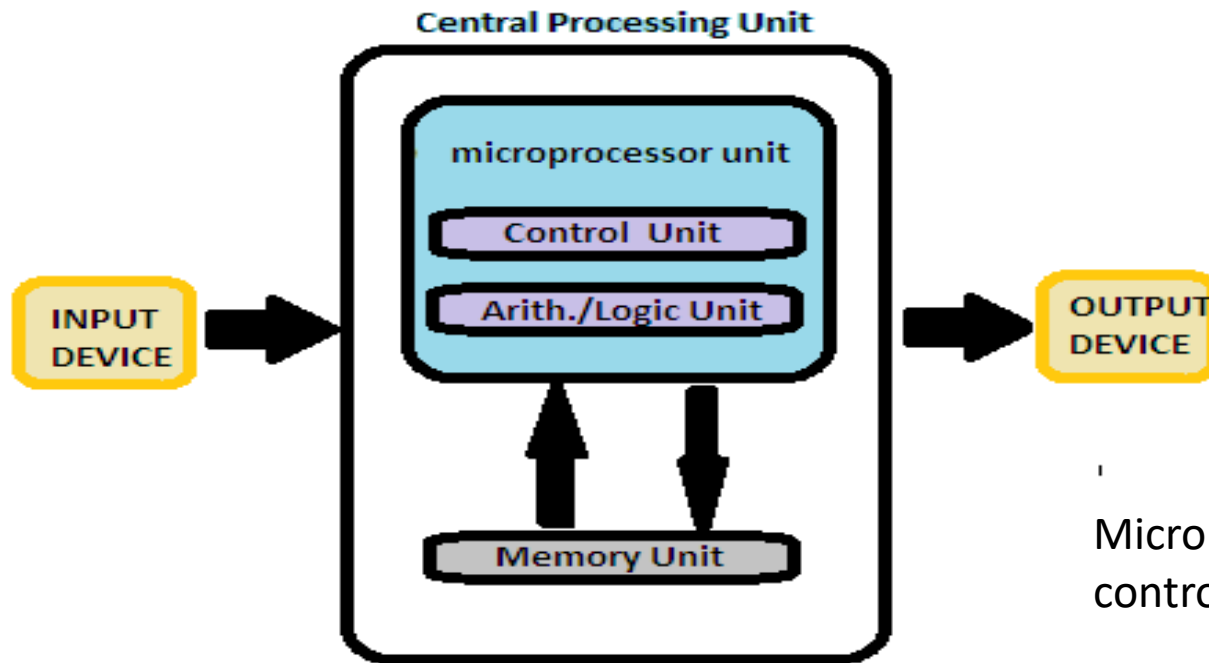 Central Processing Unit
microprocessor unit
Control Unit
Arith./Logic Unit
INPUT
DEVICE
OUTPUT
DEVICE
Memory Unit
Micro
contro